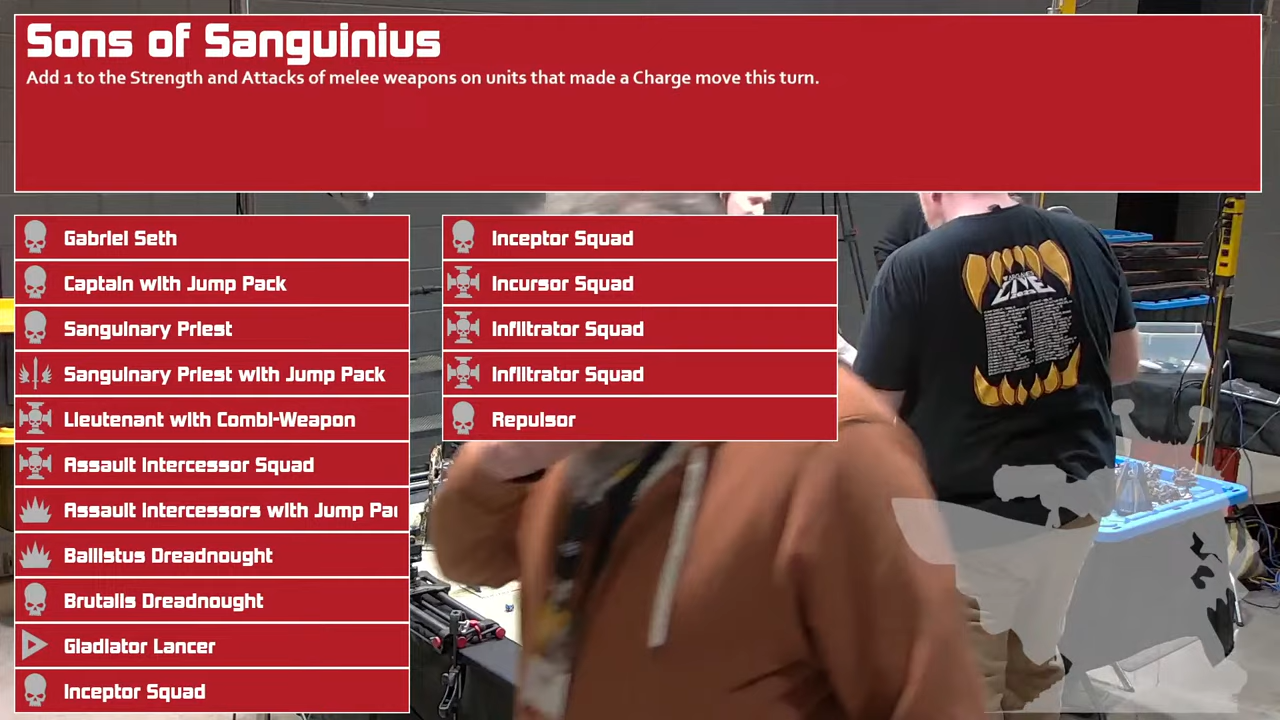 Sons of Sanguinius
Add 1 to the Strength and Attacks of melee weapons on units that made a Charge move this turn.
Gabriel Seth
Captain with Jump Pack
Sanguinary Priest
Sanguinary Priest with Jump Pack
Lieutenant with Combi-Weapon
Assault Intercessor Squad
Assault Intercessors with Jump Pa
Ballistus Dreadnought
Brutalis Dreadnought
Gladiator Lancer
Inceptor Squad
Inceptor Squad
Incursor Squad
Infiltrator Squad
Infiltrator Squad
Repulsor
LIVE